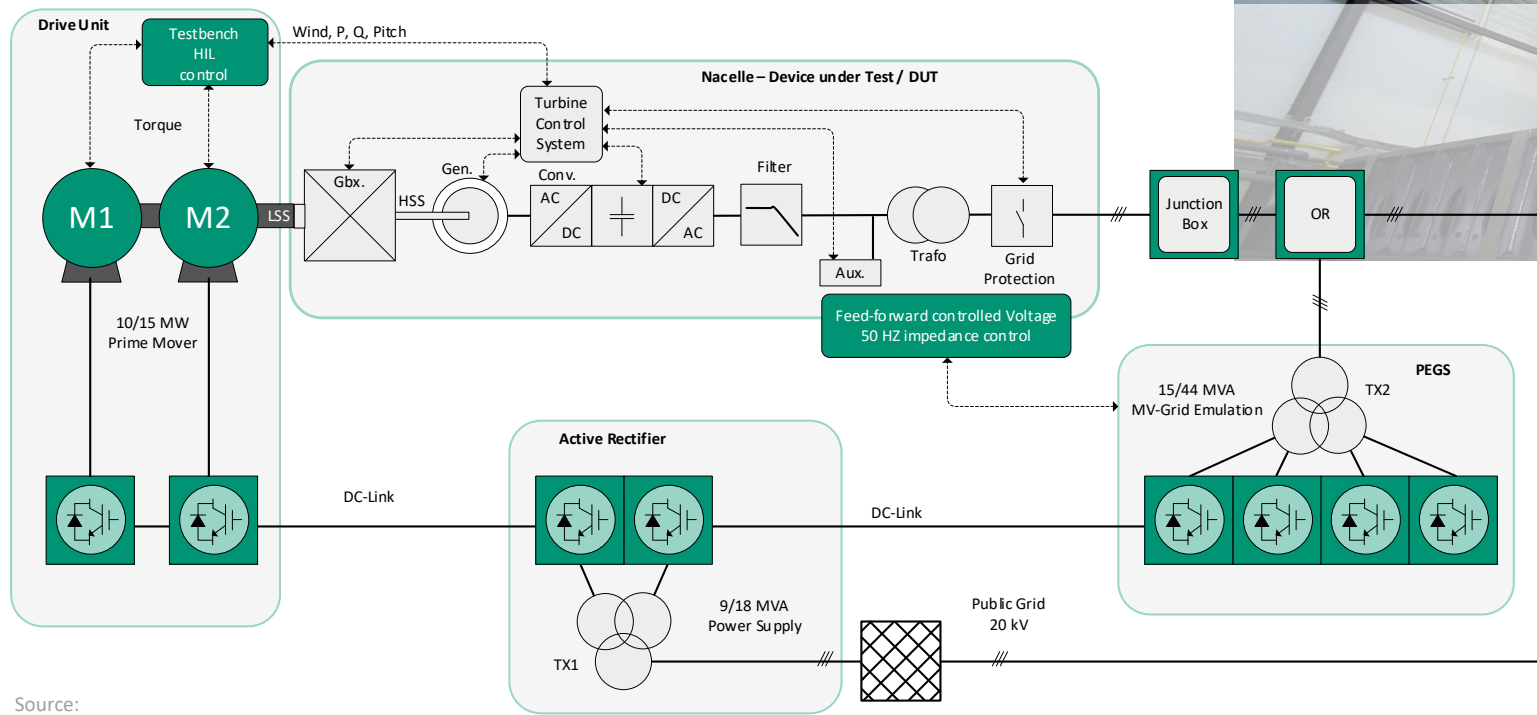 Drive Unit
Testbench
HIL
control
Wind, P, Q, Pitch
Torque
M1
M2
LSS
10/15 MW
Prime Mover
Nacelle – Device under Test / DUT
Turbine
Control
System
Gbx.
HSS
Gen.
Conv.
AC
DC
DC
AC
Filter
Aux.
Trafo
Grid
Protection
Junction
Box
OR
Feed-forward controlled Voltage
50 HZ impedance control
PEGS
15/44 MVA
MV-Grid Emulation
TX2
Active Rectifier
DC-Link
DC-Link
9/18 MVA
Power Supply
TX1
Public Grid
20 kV
Source: